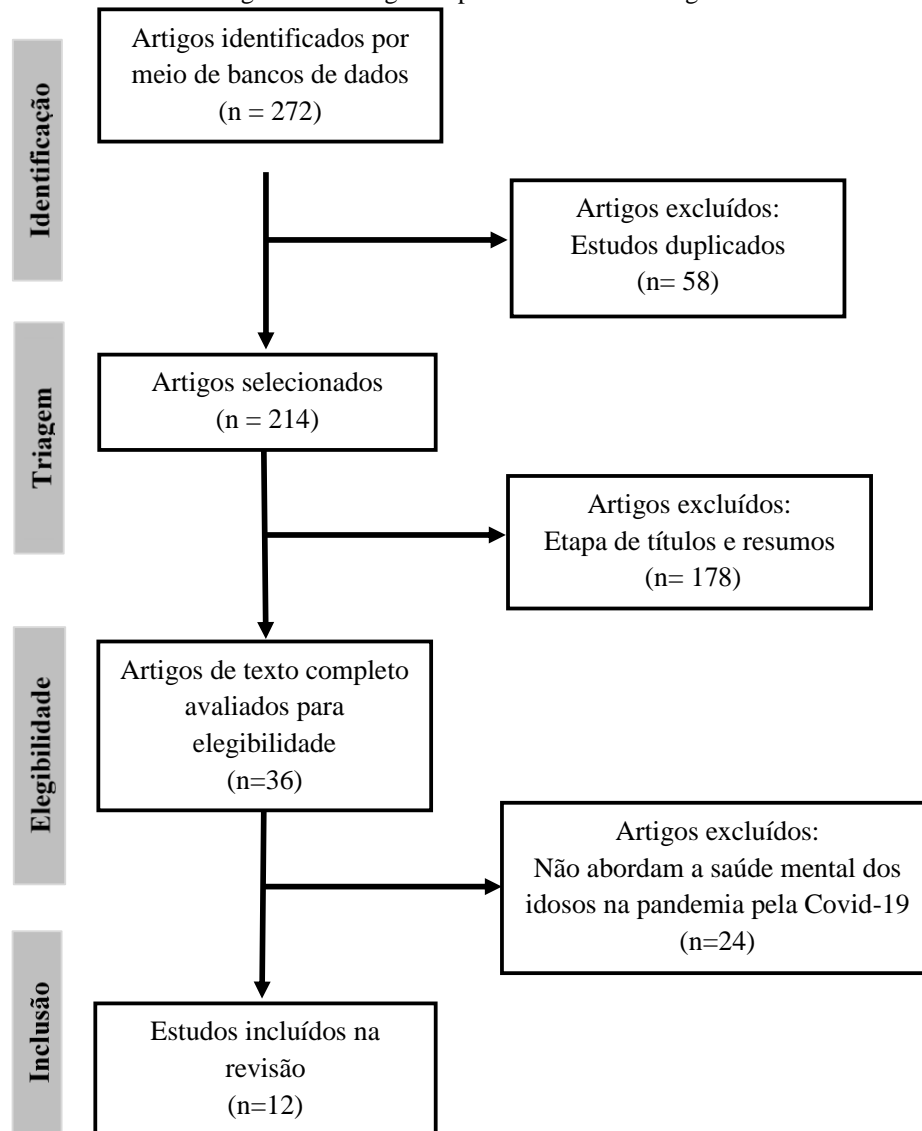 Identificação
Artigos identificados por
meio de bancos de dados
(n = 272)
Artigos excluídos:
Estudos duplicados
(n= 58)
Triagem
Artigos selecionados
(n = 214)
Artigos excluídos:
Etapa de títulos e resumos
(n= 178)
Elegibilidade
Artigos de texto completo
avaliados para
elegibilidade
(n=36)
Artigos excluídos:
Não abordam a saúde mental dos
idosos na pandemia pela Covid-19
(n=24)
Inclusão
Estudos incluídos na
revisão
(n=12)